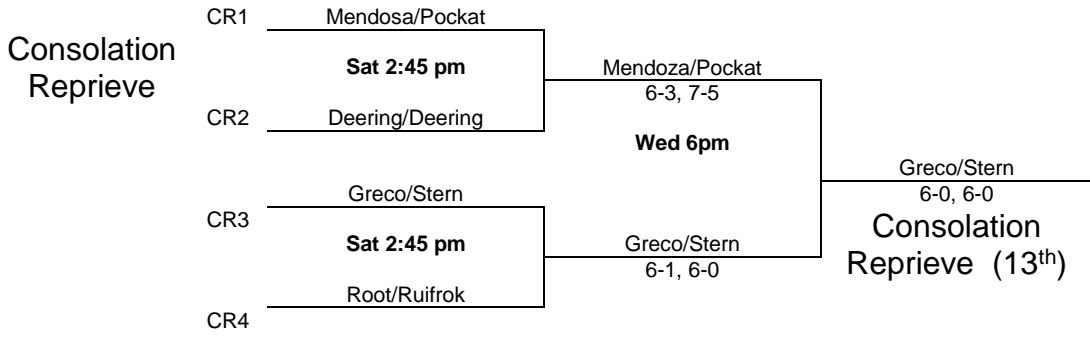 Consolation
Reprieve
CR1
Mendosa/Pockat
Sat 2:45 pm
CR2
Deering/Deering
Mendoza/Pockat
6-3, 7-5
Wed 6pm
CR3
Greco/Stern
Sat 2:45 pm
CR4
Root/Ruifrok
Greco/Stern
6-1, 6-0
Greco/Stern
6-0, 6-0
Consolation
Reprieve (13th)